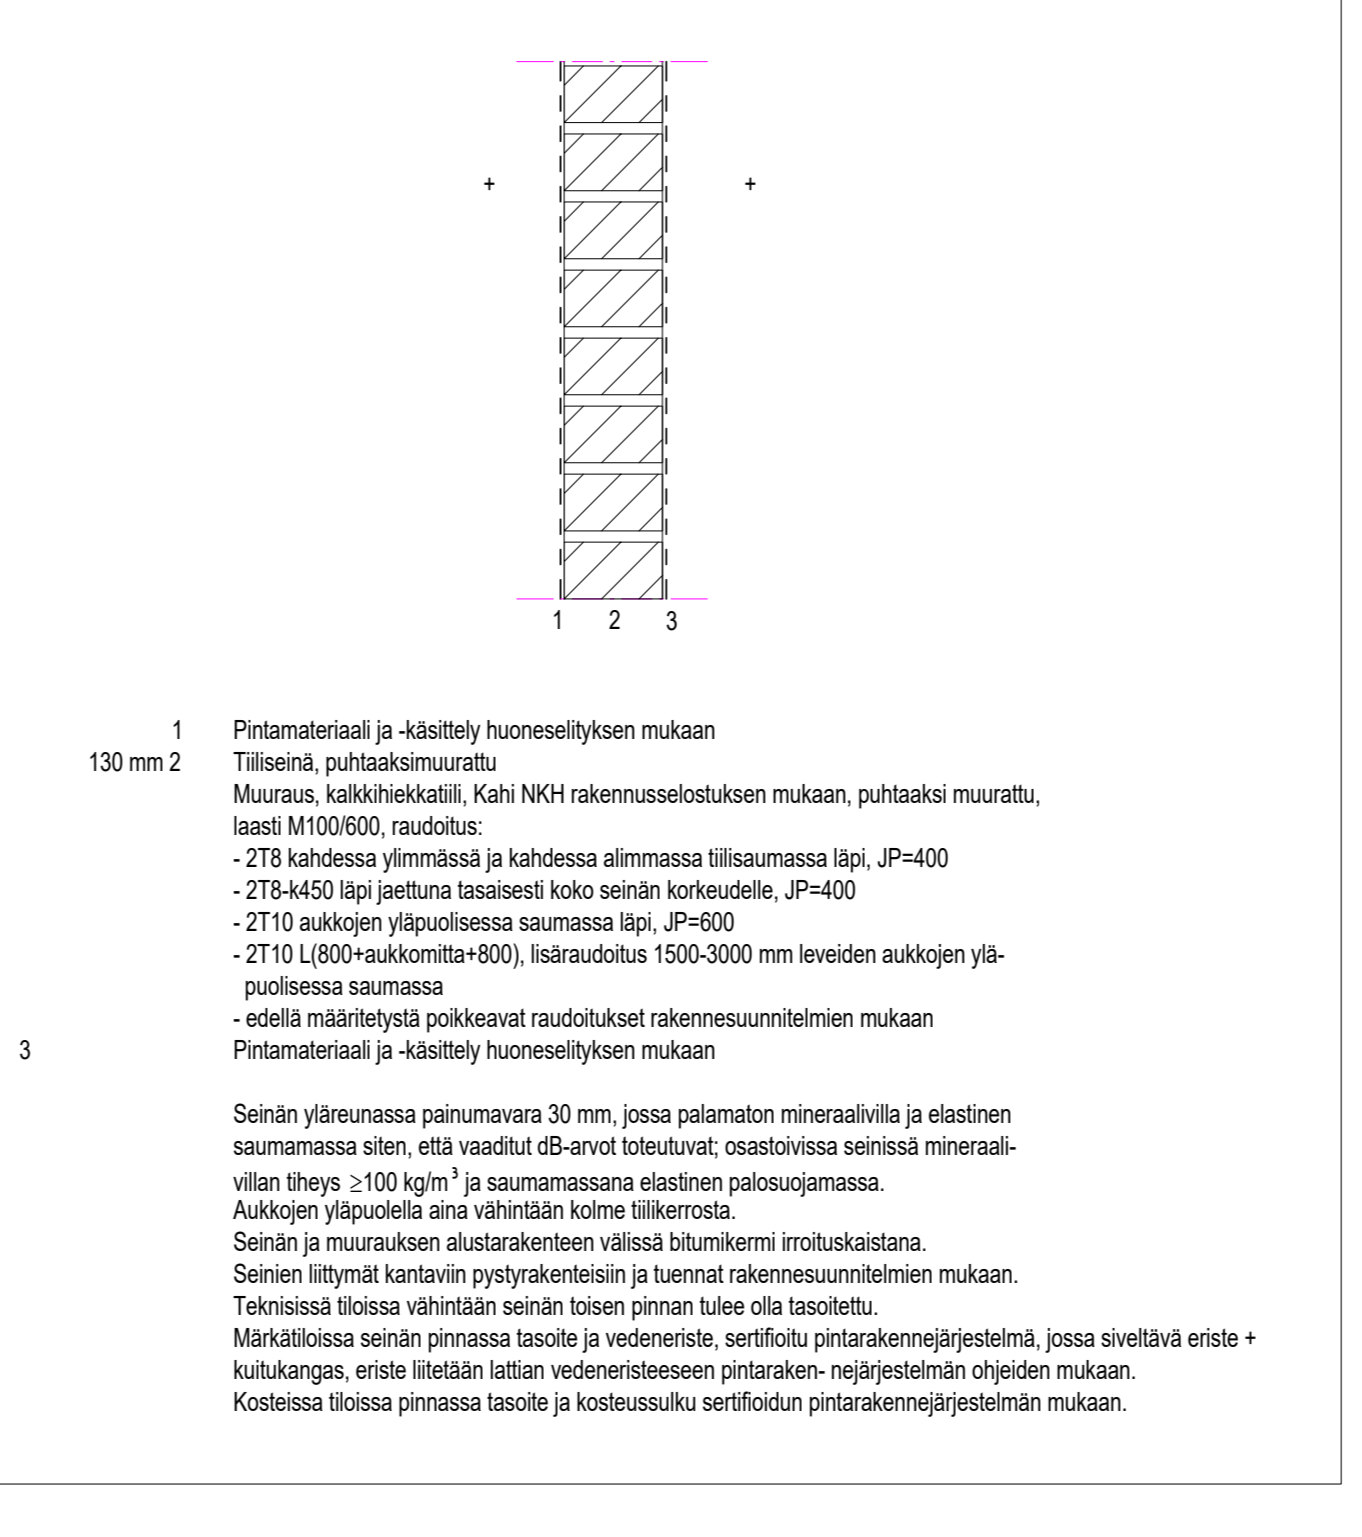 + +
1 2 3
1 Pintamateriaali ja -käsittely huoneselityksen mukaan
130 mm 2 Tiiliseinä, puhtaaksimuurattu
Muuraus, kalkkihiekkatiili, Kahi NKH rakennusselostuksen mukaan, puhtaaksi muurattu,
laasti M100/600, raudoitus:
- 2T8 kahdessa ylimmässä ja kahdessa alimmassa tiilisaumassa läpi, JP=400
- 2T8-k450 läpi jaettuna tasaisesti koko seinän korkeudelle, JP=400
- 2T10 aukkojen yläpuolisessa saumassa läpi, JP=600
- 2T10 L(800+aukkomitta+800), lisäraudoitus 1500-3000 mm leveiden aukkojen ylä-
puolisessa saumassa
- edellä määritetystä poikkeavat raudoitukset rakennesuunnitelmien mukaan
3 Pintamateriaali ja -käsittely huoneselityksen mukaan
Seinän yläreunassa painumavara 30 mm, jossa palamaton mineraalivilla ja elastinen
saumamassa siten, että vaaditut dB-arvot toteutuvat; osastoivissa seinissä mineraali-
villan tiheys ≥100 kg/m³ ja saumamassana elastinen palosuojamassa.
Aukkojen yläpuolella aina vähintään kolme tiilikerrosta.
Seinän ja muurauksen alustarakenteen välissä bitumikermi irroituskaistana.
Seinien liittymät kantaviin pystyrakenteisiin ja tuennat rakennesuunnitelmien mukaan.
Teknisissä tiloissa vähintään seinän toisen pinnan tulee olla tasoitettu.
Märkätiloissa seinän pinnassa tasoite ja vedeneriste, sertifioitu pintarakennejärjestelmä, jossa siveltävä eriste +
kuitukangas, eriste liitetään lattian vedeneristeeseen pintaraken- nejärjestelmän ohjeiden mukaan.
Kosteissa tiloissa pinnassa tasoite ja kosteussulku sertifioidun pintarakennejärjestelmän mukaan.